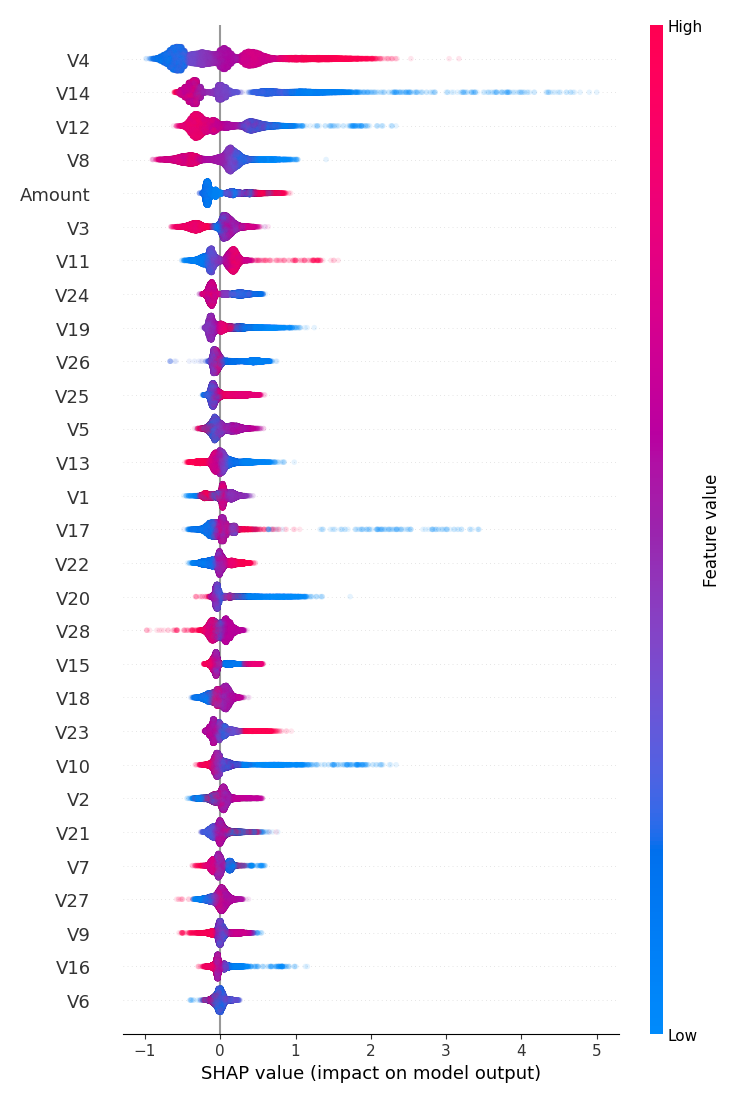 High
V4
V14
V12
V8
Amount
V3
V11
V24
V19
V26
V25
V5
V13
V1
V17
V22
V20
V28
V15
V18
V23
V10
V2
V21
V7
V27
V9
V16
V6
Feature value
Low
−1 0 1 2 3 4 5
SHAP value (impact on model output)